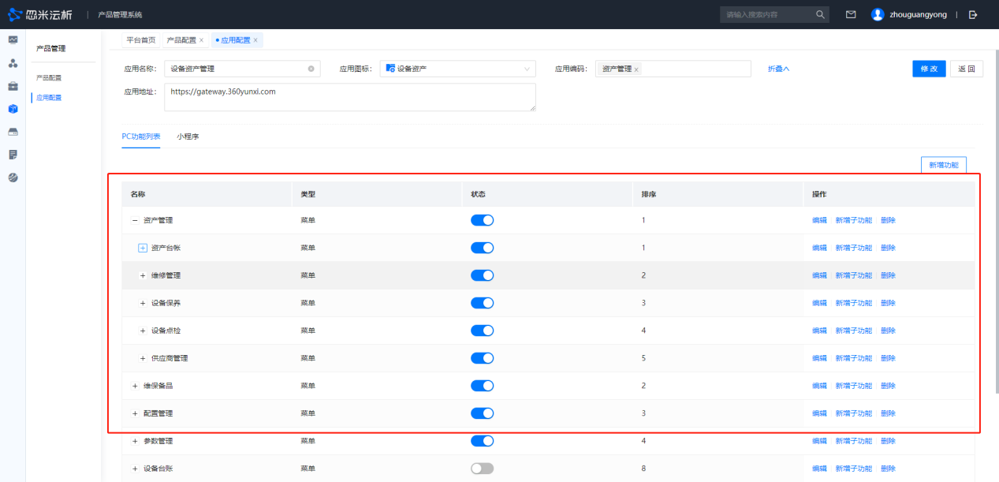 忽米沄析 | 产品管理系统 请输入搜索内容 zhouguangyong |
产品管理
产品配置
应用配置
平台首页 产品配置 × 应用配置 ×
应用名称: 设备资产管理 应用图标: 设备资产 应用编码: 资产管理 × 折叠 修 改 返 回
应用地址: https://gateway.360yunxi.com
PC功能列表 小程序
新增功能
名称 类型 状态 排序 操作
资产管理 菜单 1 编辑 新增子功能 删除
资产台帐 菜单 1 编辑 新增子功能 删除
维修管理 菜单 2 编辑 新增子功能 删除
设备保养 菜单 3 编辑 新增子功能 删除
设备点检 菜单 4 编辑 新增子功能 删除
供应商管理 菜单 5 编辑 新增子功能 删除
维保备品 菜单 2 编辑 新增子功能 删除
配置管理 菜单 3 编辑 新增子功能 删除
参数管理 菜单 4 编辑 新增子功能 删除
设备台账 菜单 8 编辑 新增子功能 删除